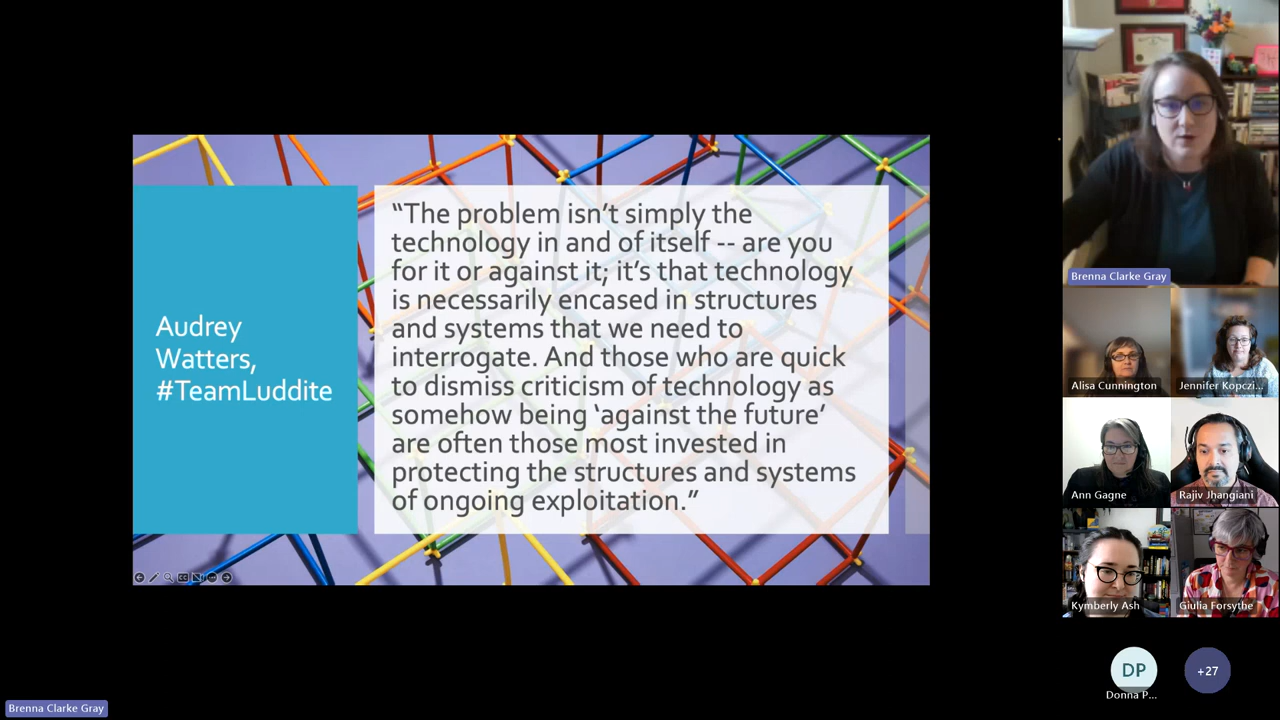 Audrey
Watters,
#TeamLuddite
“The problem isn’t simply the
technology in and of itself -- are you
for it or against it; it’s that technology
is necessarily encased in structures
and systems that we need to
interrogate. And those who are quick
to dismiss criticism of technology as
somehow being ‘against the future’
are often those most invested in
protecting the structures and systems
of ongoing exploitation.”
Brenna Clarke Gray
Alisa Cunnington
Jennifer Kopczi...
Ann Gagne
Rajiv Jhangiani
Kymberly Ash
Giulia Forsythe
DP
Donna P...
+27
Brenna Clarke Gray